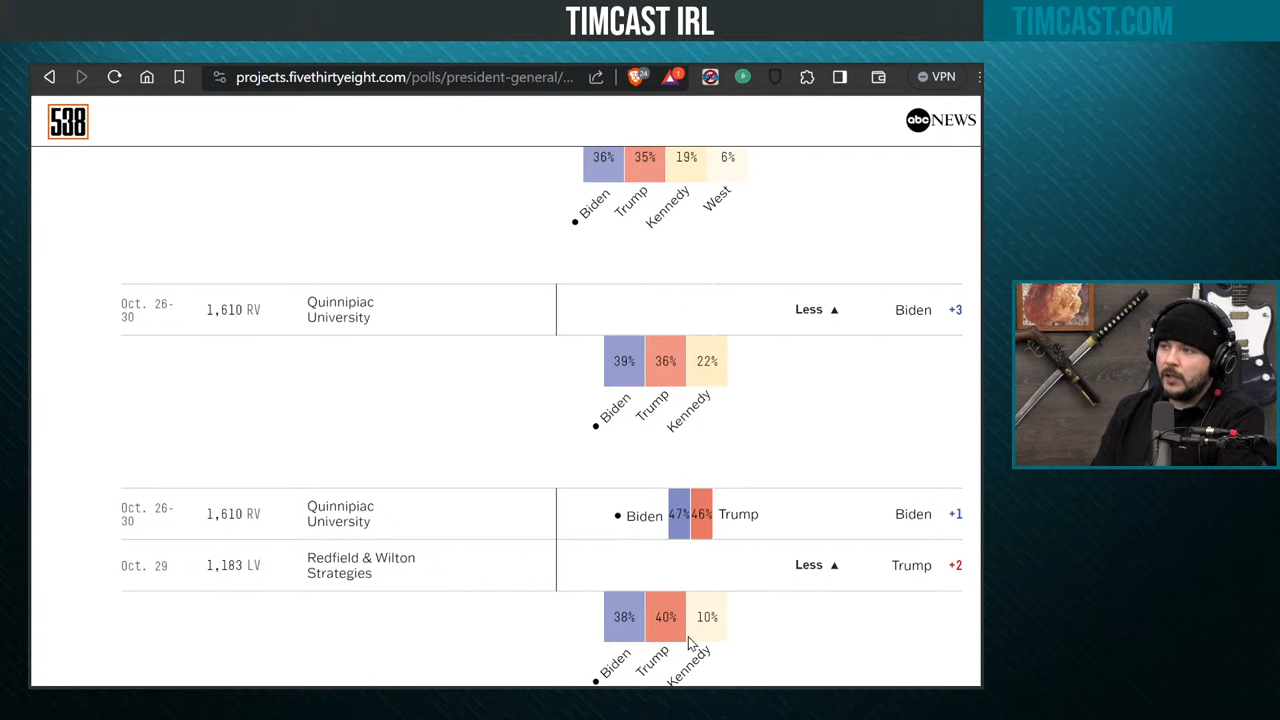 TIMCAST IRL
TIMCAST.COM
projects.fivethirtyeight.com/polls/president-general/...
24
1
b
VPN
538
abc NEWS
36% 35% 19% 6%
Biden Trump Kennedy West
Oct. 26-
30
1,610 RV
Quinnipiac
University
Less ▲
Biden +3
39% 36% 22%
Biden Trump Kennedy
Oct. 26-
30
1,610 RV
Quinnipiac
University
Biden 47% 46% Trump
Biden +1
Oct. 29
1,183 LV
Redfield & Wilton
Strategies
Less ▲
Trump +2
38% 40% 10%
Biden Trump Kennedy